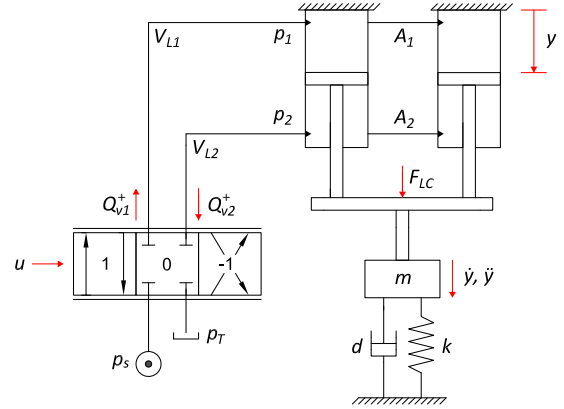 V_{L1} p_1 A_1 y
p_2 A_2
V_{L2}
F_{LC}
Q_{v1}^+ Q_{v2}^+
u 1 0 -1 m ẏ, ÿ
p_T d k
p_s